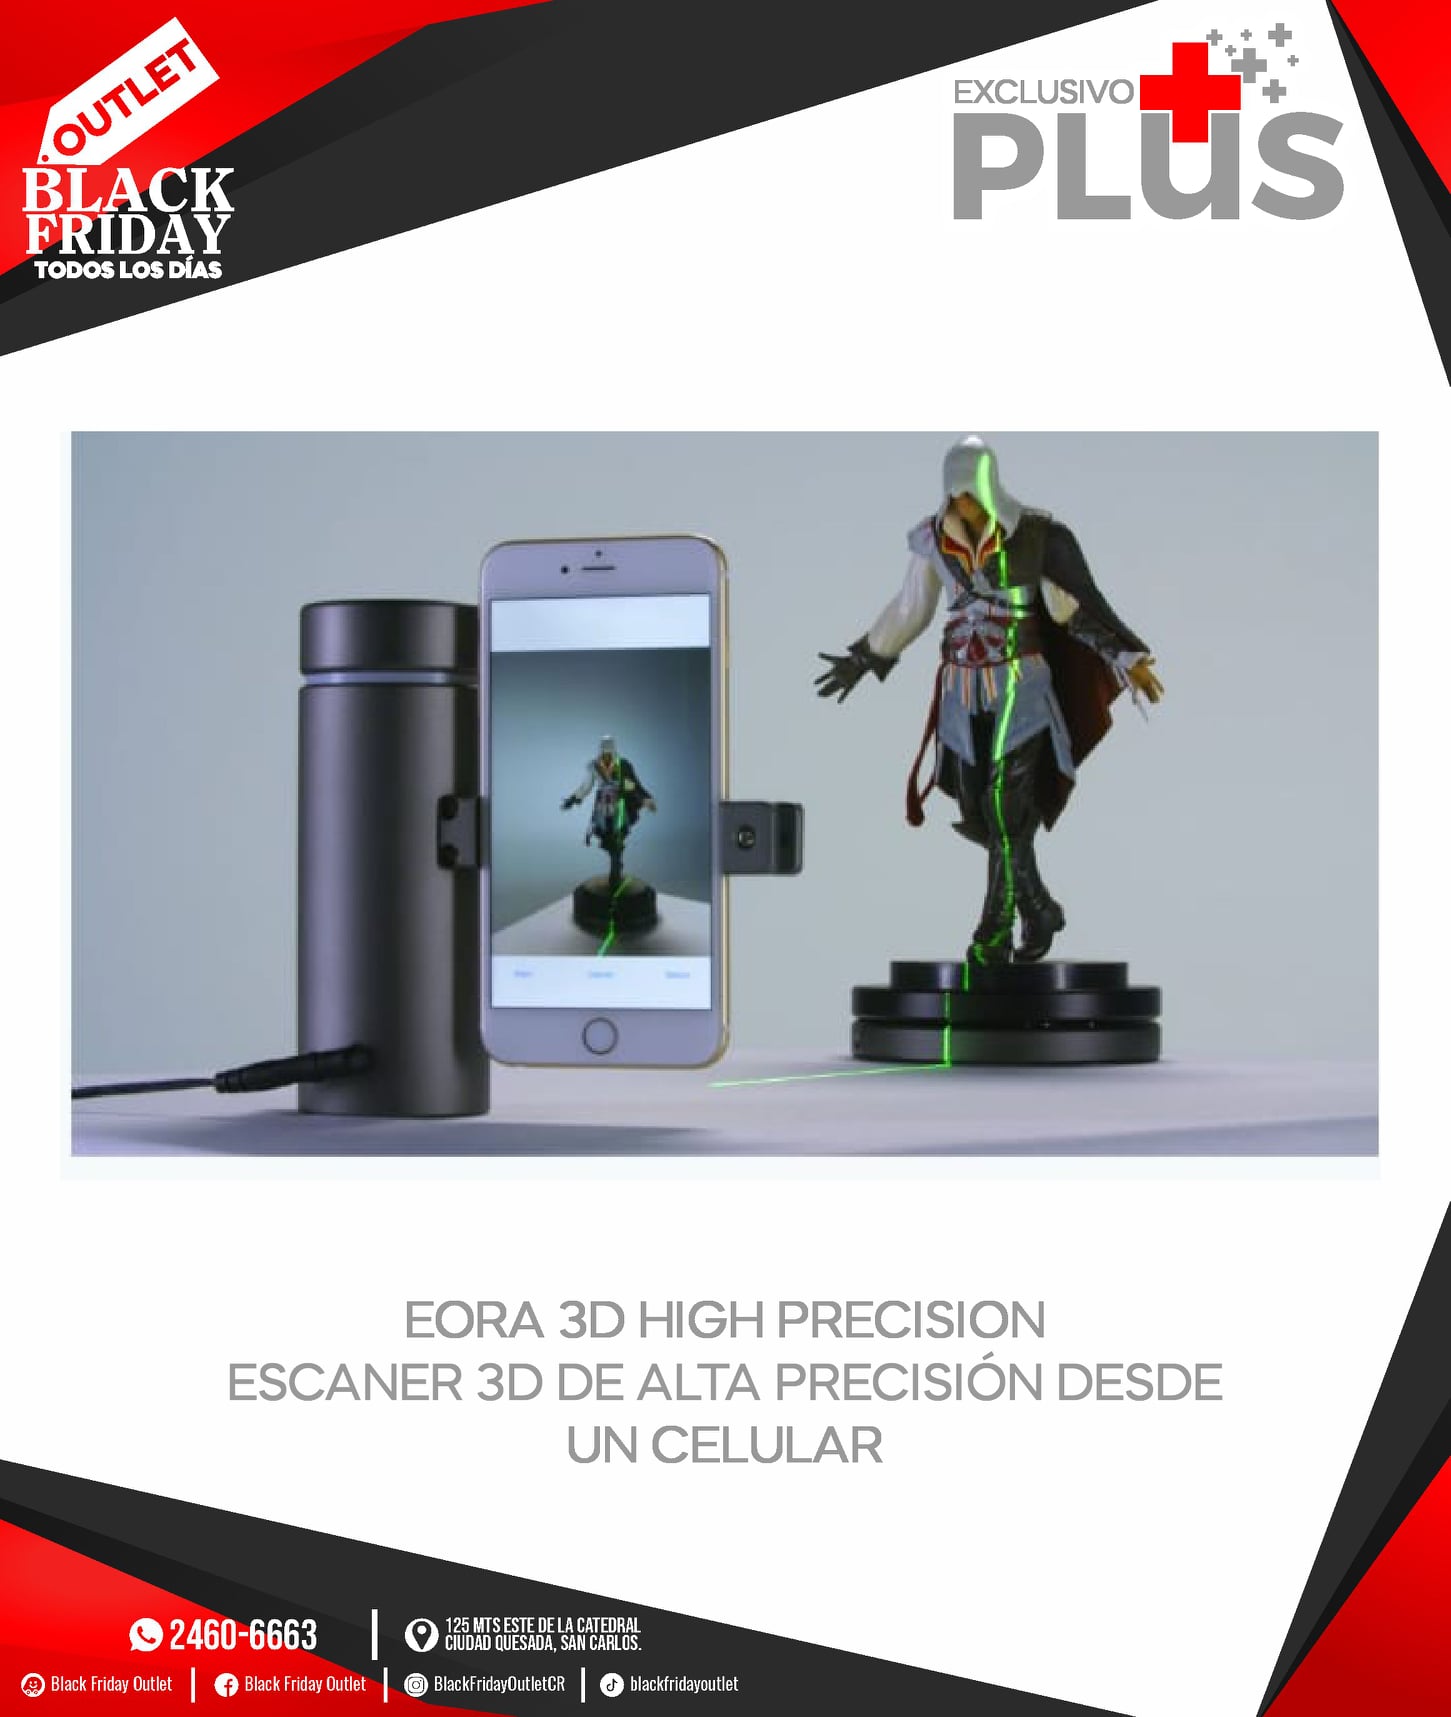 OUTLET
BLACK
FRIDAY
TODOS LOS DÍAS
EXCLUSIVO
PLUS
EORA 3D HIGH PRECISION
ESCANER 3D DE ALTA PRECISIÓN DESDE
UN CELULAR
2460-6663
125 MTS ESTE DE LA CATEDRAL
CIUDAD QUESADA, SAN CARLOS.
Black Friday Outlet
Black Friday Outlet
BlackFridayOutletCR
blackfridayoutlet